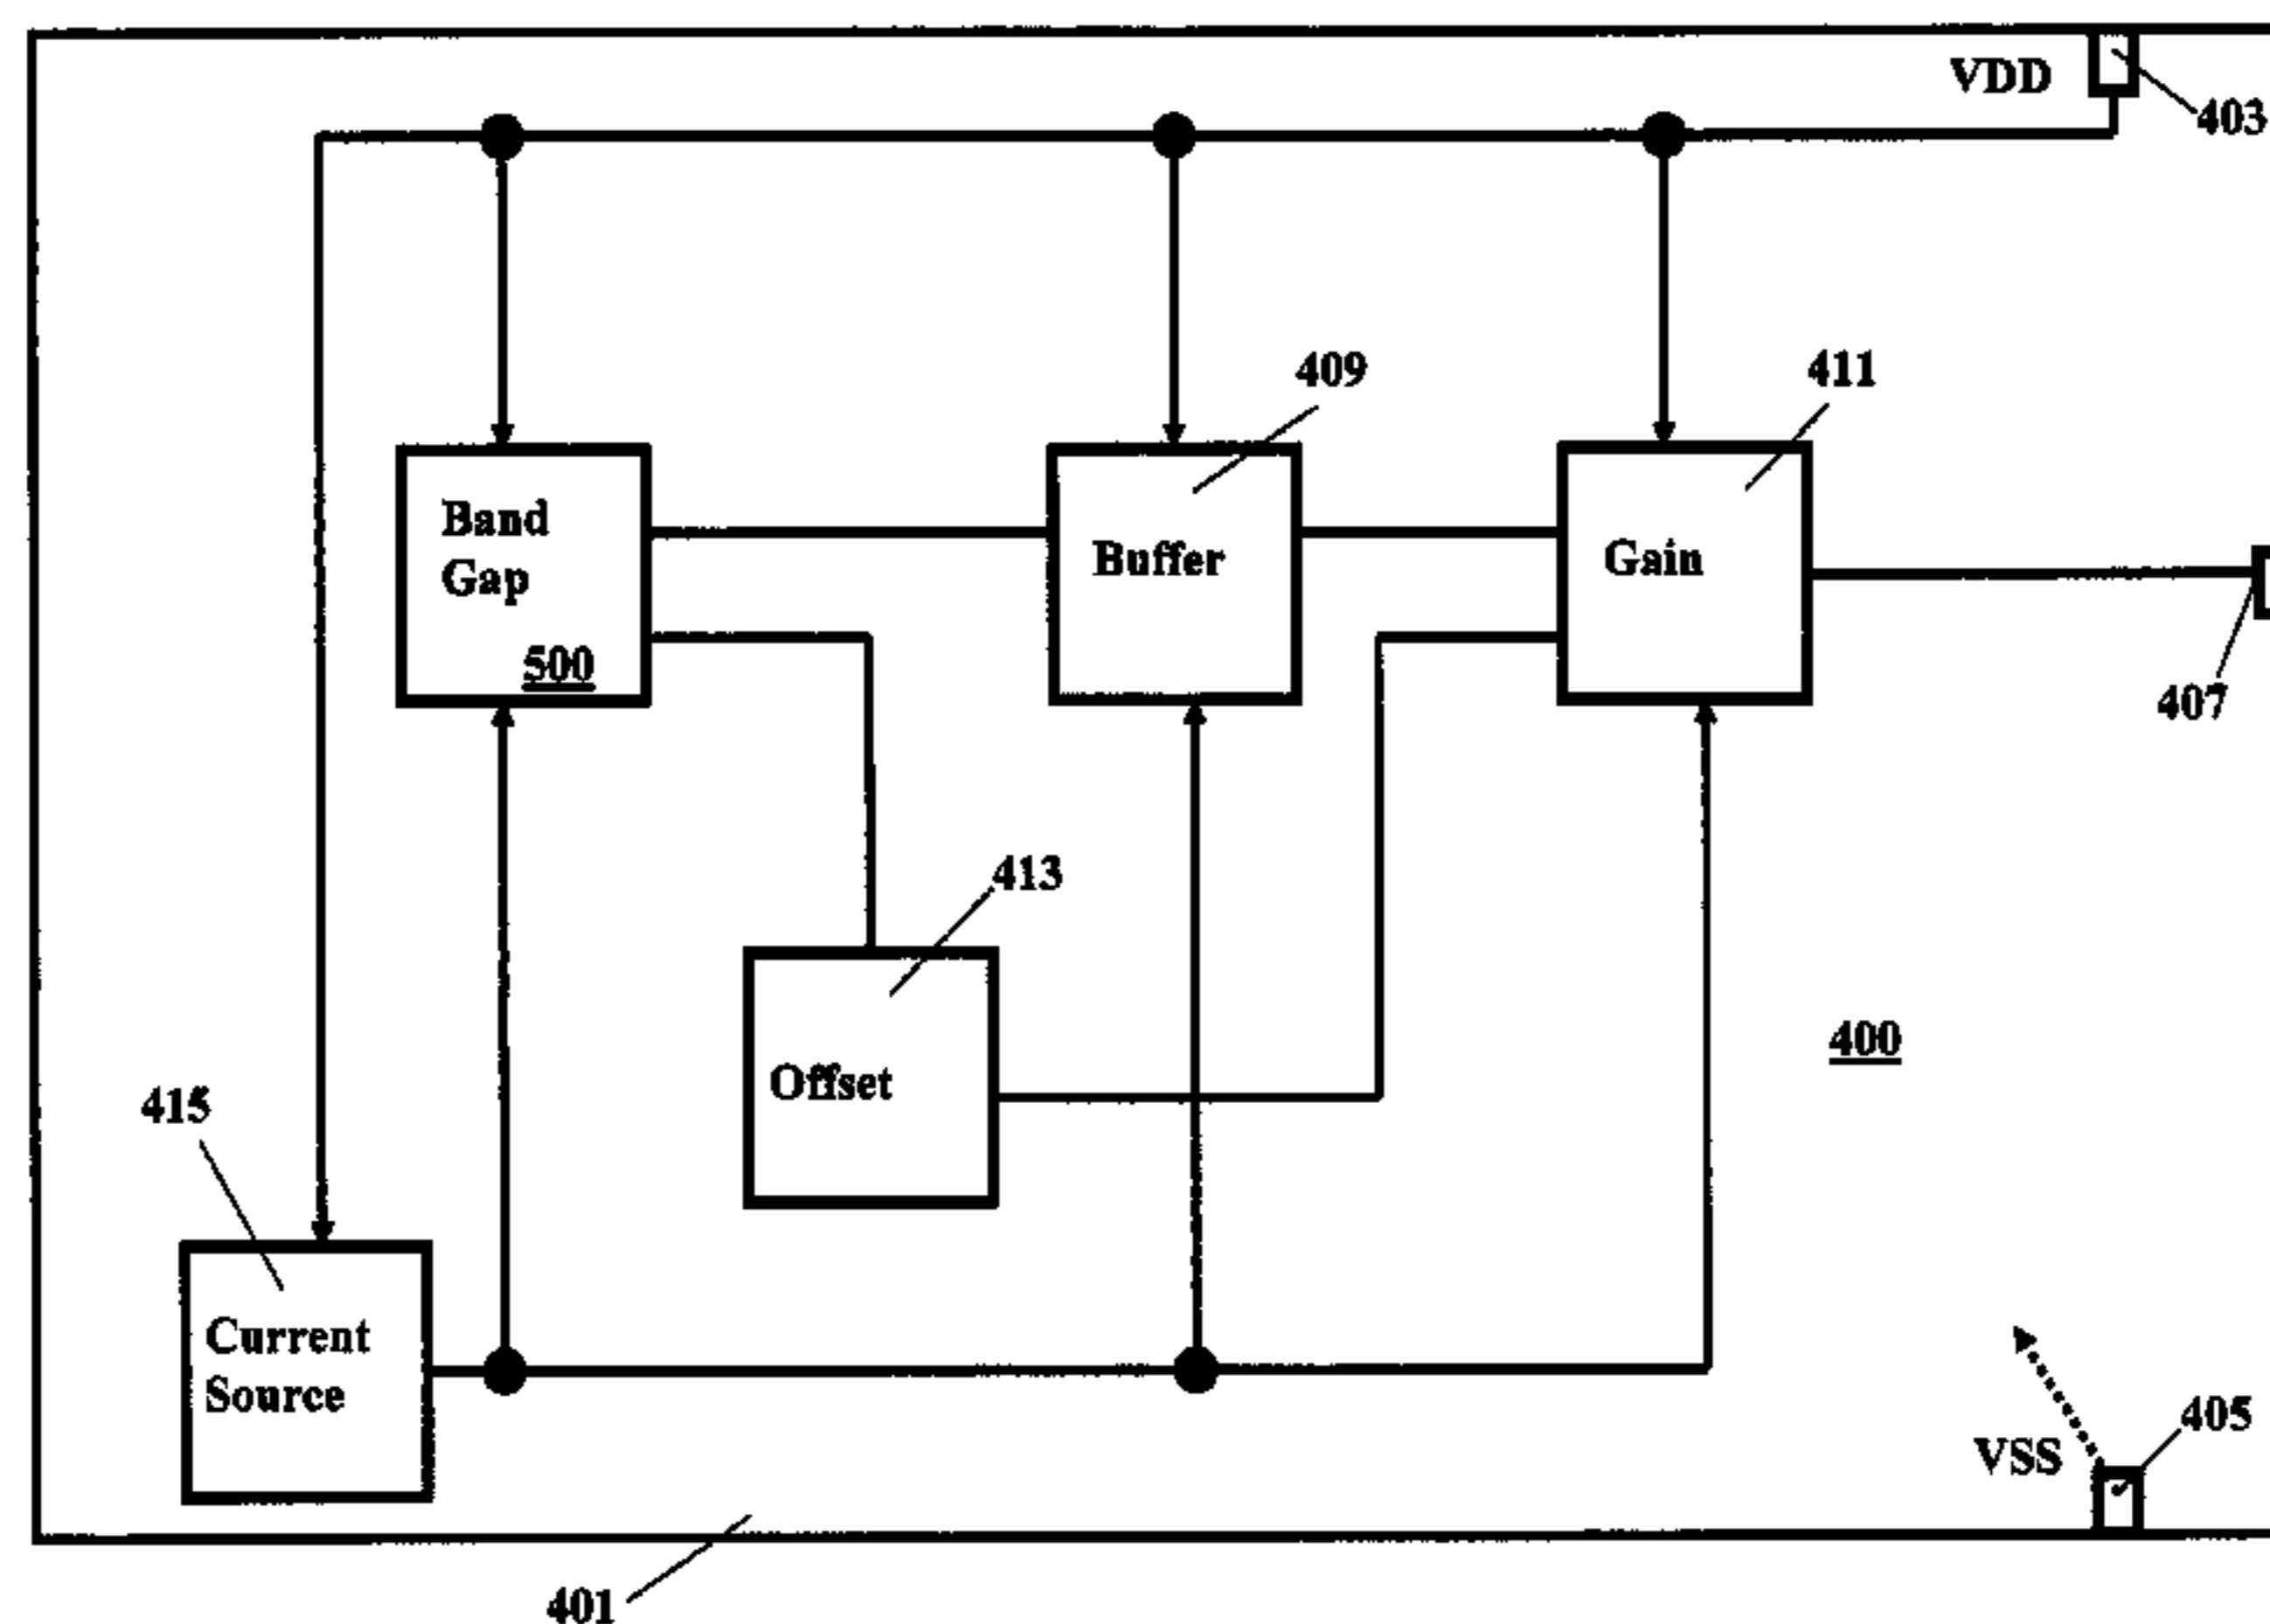 VDD
403
409
411
Band
Gap
500
Buffer
Gain
407
413
400
Offset
415
Current
Source
405
VSS
401